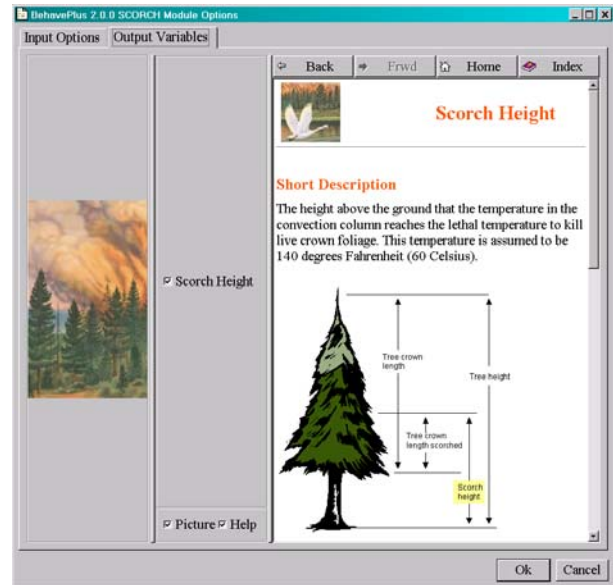 BehavePlus 2.0.0 SCORCH Module Options
Input Options
Output Variables
Scorch Height
Picture
Help
Back
Frwd
Home
Index
Scorch Height
Short Description
The height above the ground that the temperature in the
convection column reaches the lethal temperature to kill
live crown foliage. This temperature is assumed to be
140 degrees Fahrenheit (60 Celsius).
Tree crown
length
Tree height
Tree crown
length scorched
Scorch
height
Ok
Cancel